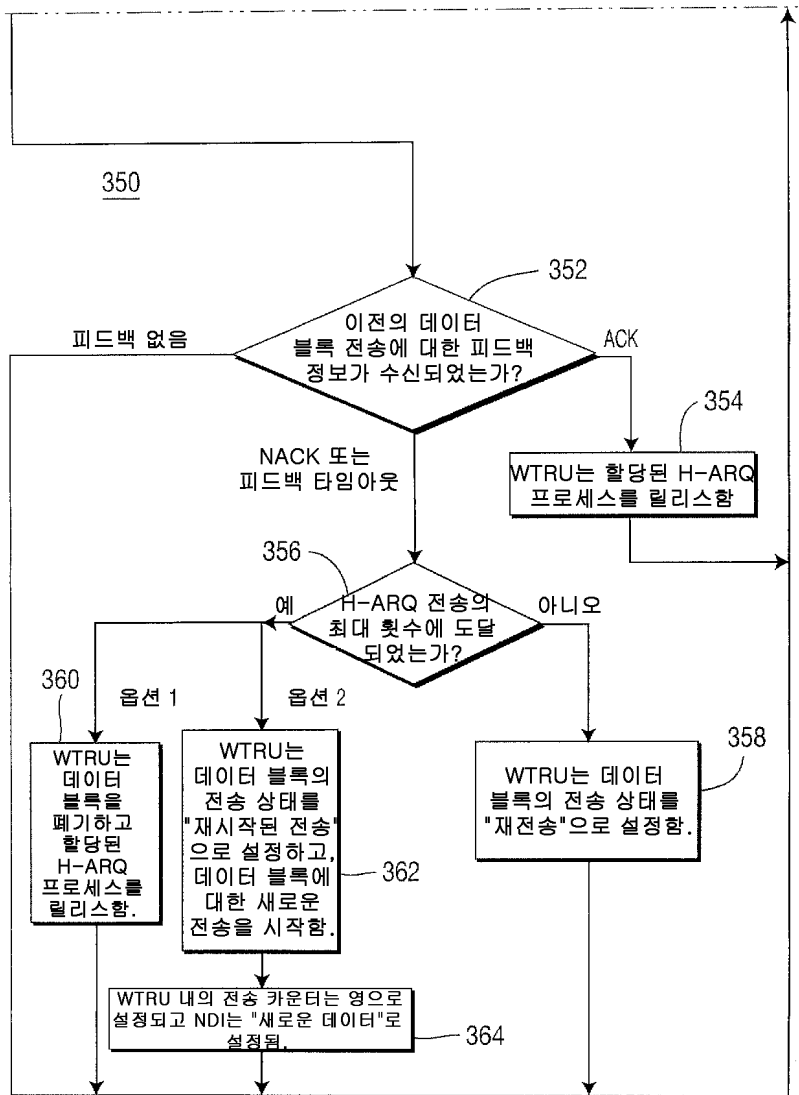 350
352
이전의 데이터
블록 전송에 대한 피드백
정보가 수신되었는가?
피드백 없음
ACK
354
WTRU는 할당된 H-ARQ
프로세스를 릴리스함
NACK 또는
피드백 타임아웃
356
H-ARQ 전송의
최대 횟수에 도달
되었는가?
예
아니오
360
옵션 1
옵션 2
WTRU는
데이터
블록을
폐기하고
할당된
H-ARQ
프로세스를
릴리스함.
WTRU는
데이터 블록의
전송 상태를
"재시작된 전송"
으로 설정하고,
데이터 블록에
대한 새로운
전송을 시작함.
362
358
WTRU는 데이터
블록의 전송 상태를
"재전송"으로 설정함.
WTRU 내의 전송 카운터는 영으로
설정되고 NDI는 "새로운 데이터"로
설정됨.
364